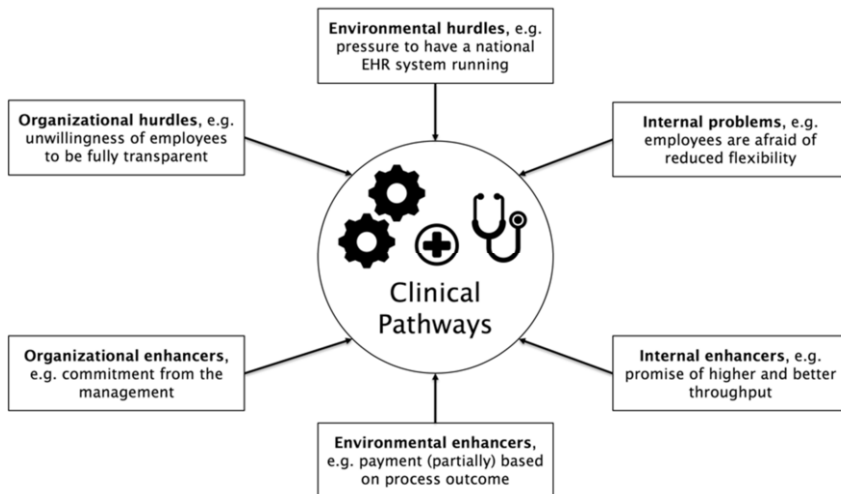 Environmental hurdles, e.g.
pressure to have a national
EHR system running
Organizational hurdles, e.g.
unwillingness of employees
to be fully transparent
Internal problems, e.g.
employees are afraid of
reduced flexibility
Clinical
Pathways
Organizational enhancers,
e.g. commitment from the
management
Internal enhancers, e.g.
promise of higher and better
throughput
Environmental enhancers,
e.g. payment (partially) based
on process outcome